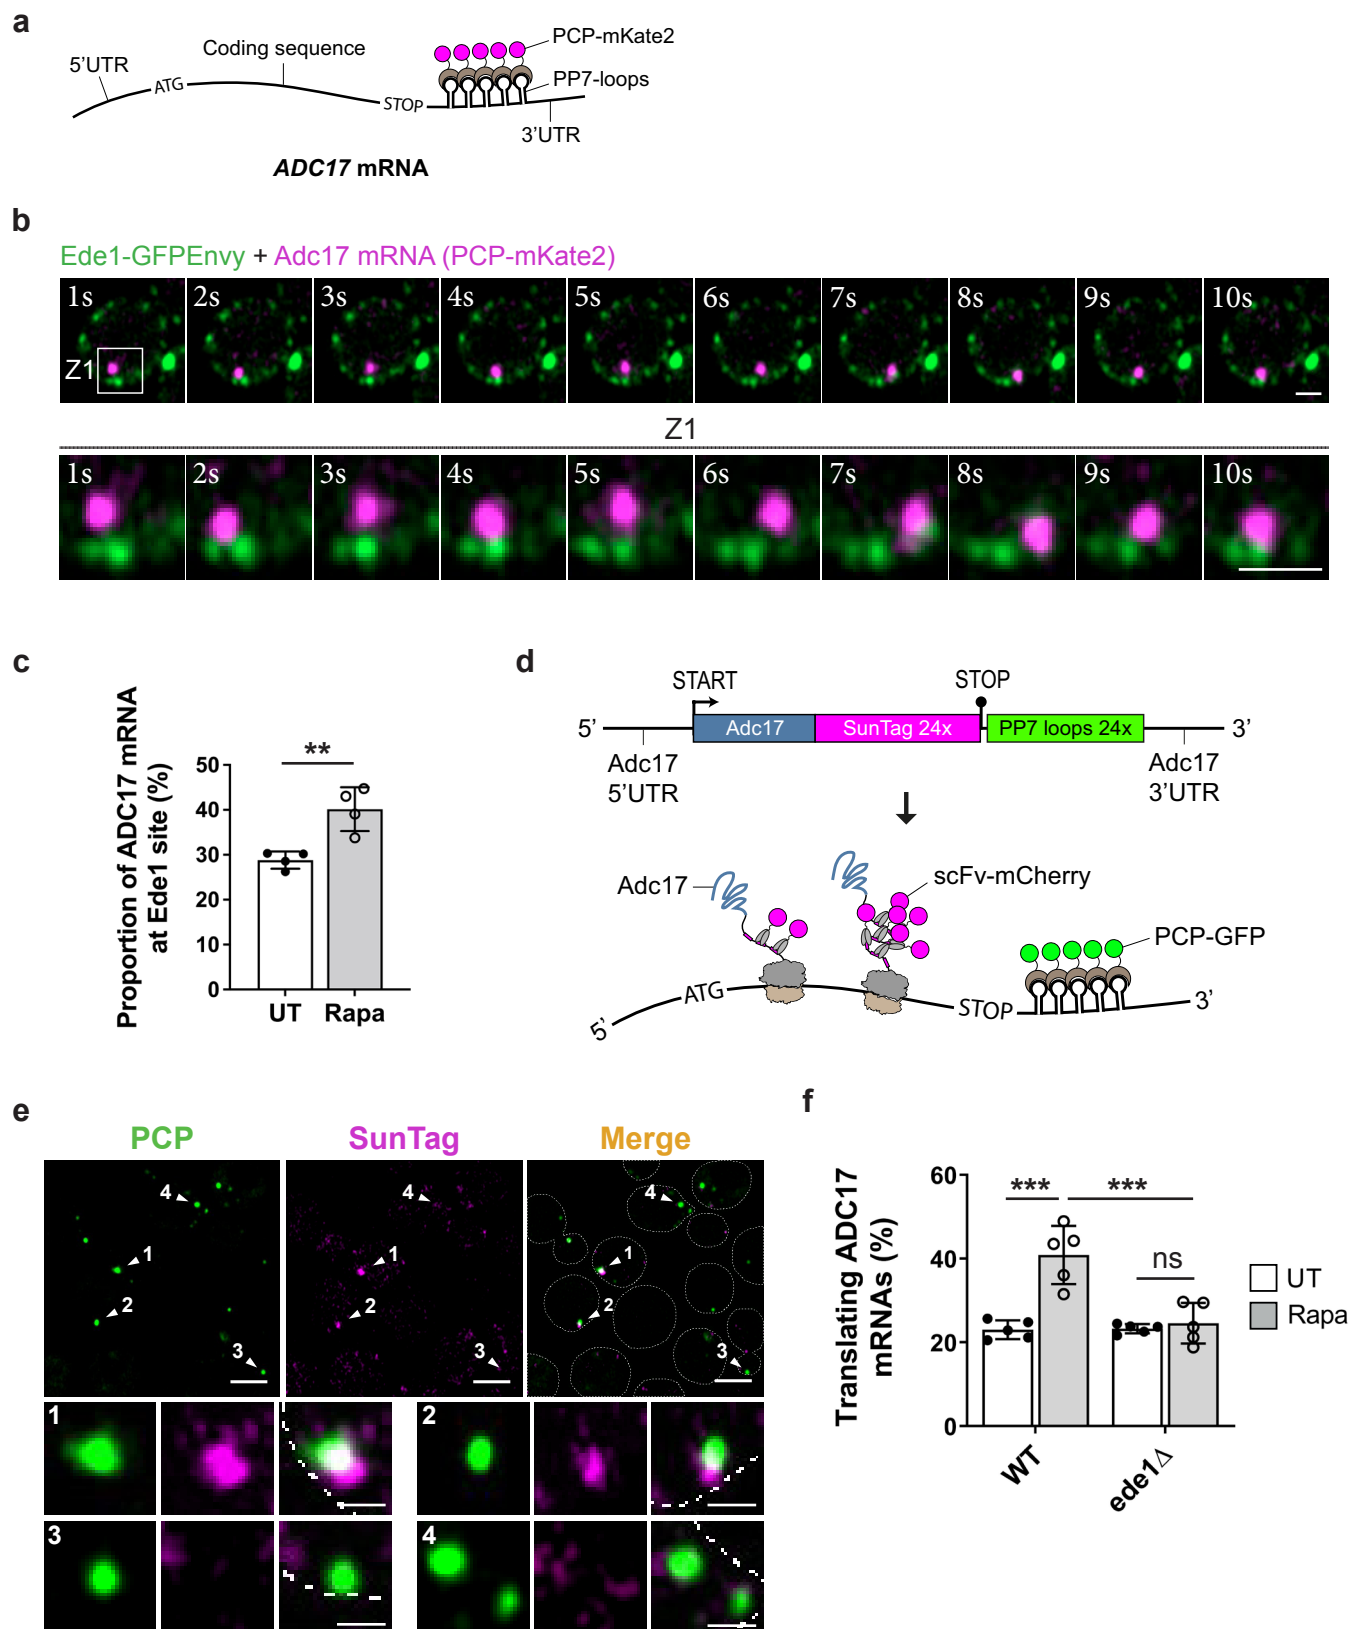 a
5'UTR
ATG
Coding sequence
STOP
PCP-mKate2
PP7-loops
3'UTR
ADC17 mRNA
b
Ede1-GFPEnvy + Adc17 mRNA (PCP-mKate2)
1s 2s 3s 4s 5s 6s 7s 8s 9s 10s
Z1
Z1
1s 2s 3s 4s 5s 6s 7s 8s 9s 10s
c
Proportion of ADC17 mRNA
at Ede1 site (%)
50
40
30
20
10
0
**
UT Rapa
d
START STOP
5' Adc17 SunTag 24x PP7 loops 24x 3'
Adc17
5'UTR
Adc17
3'UTR
Adc17
scFv-mCherry
PCP-GFP
5' ATG STOP 3'
e
PCP SunTag Merge
4 4 4
1 1 1
2 2 2
3 3 3
1 2
3 4
f
Translating ADC17
mRNAs (%)
60
40
20
0
*** ***
ns
WT ede1Δ
UT
Rapa